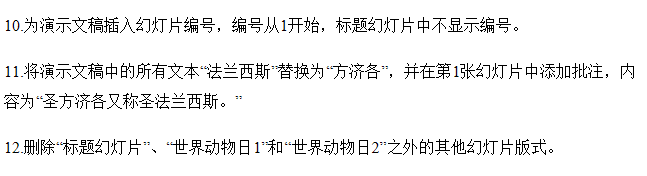 10.为演示文稿插入幻灯片编号，编号从1开始，标题幻灯片中不显示编号。
11.将演示文稿中的所有文本“法兰西斯”替换为“方济各”，并在第1张幻灯片中添加批注，内
容为“圣方济各又称圣法兰西斯。”
12.删除“标题幻灯片”、“世界动物日1”和“世界动物日2”之外的其他幻灯片版式。